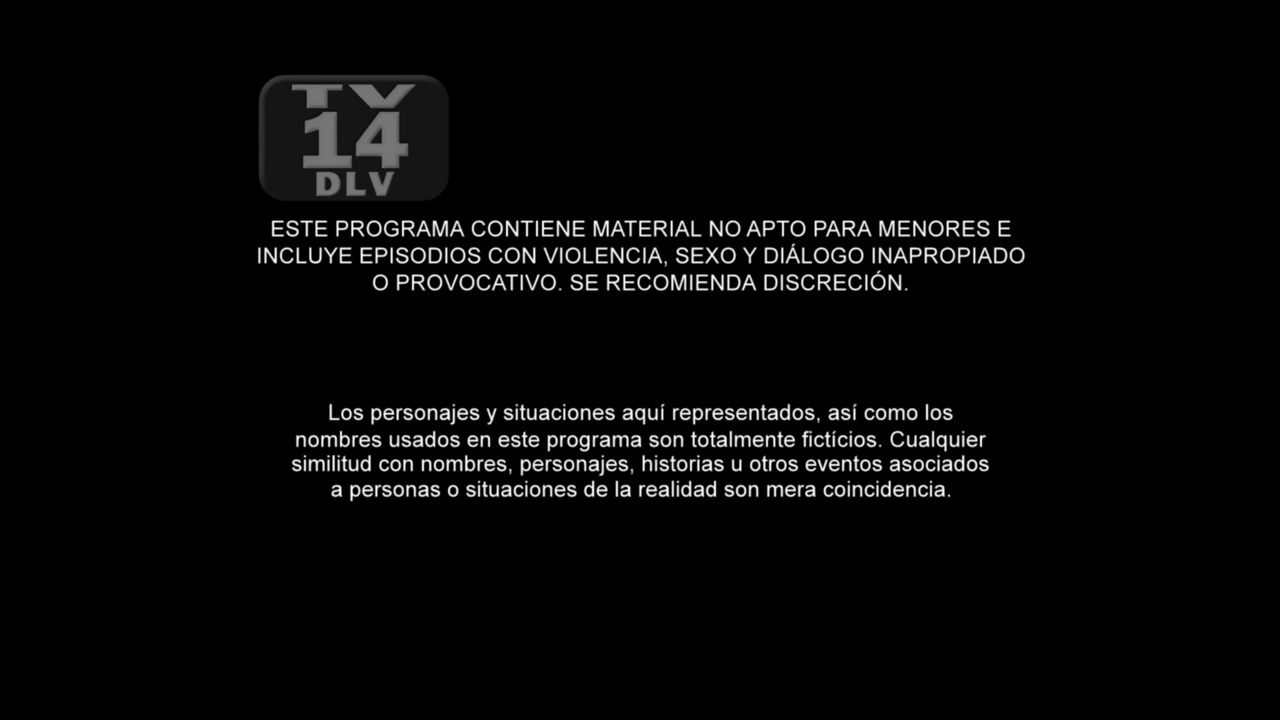 TV
14
DLV
ESTE PROGRAMA CONTIENE MATERIAL NO APTO PARA MENORES E
INCLUYE EPISODIOS CON VIOLENCIA, SEXO Y DIÁLOGO INAPROPIADO
O PROVOCATIVO. SE RECOMIENDA DISCRECIÓN.
Los personajes y situaciones aquí representados, así como los
nombres usados en este programa son totalmente fictícios. Cualquier
similitud con nombres, personajes, historias u otros eventos asociados
a personas o situaciones de la realidad son mera coincidencia.